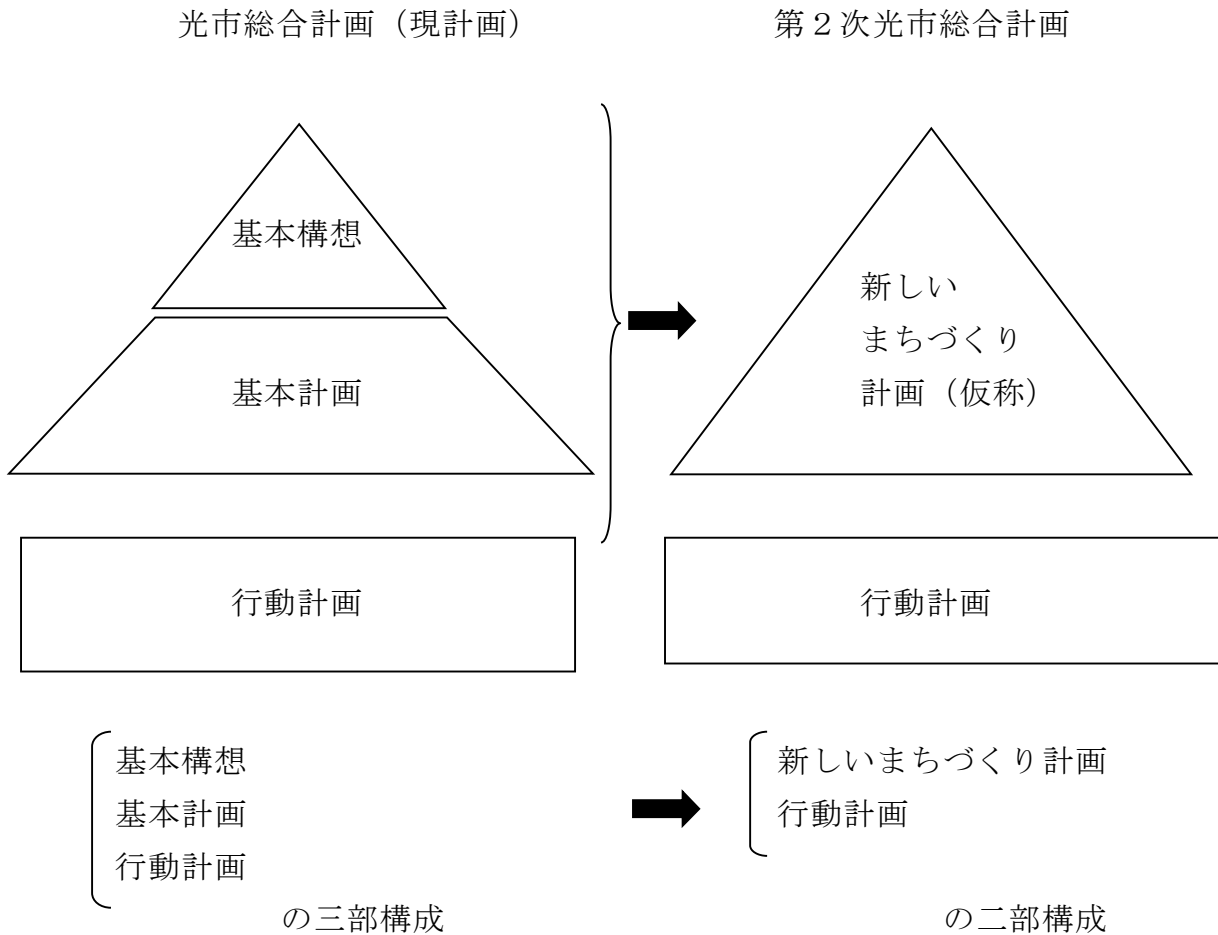 光市総合計画（現計画）
第２次光市総合計画
基本構想
基本計画
行動計画
新しい
まちづくり
計画（仮称）
行動計画
基本構想
基本計画
行動計画
の三部構成
新しいまちづくり計画
行動計画
の二部構成